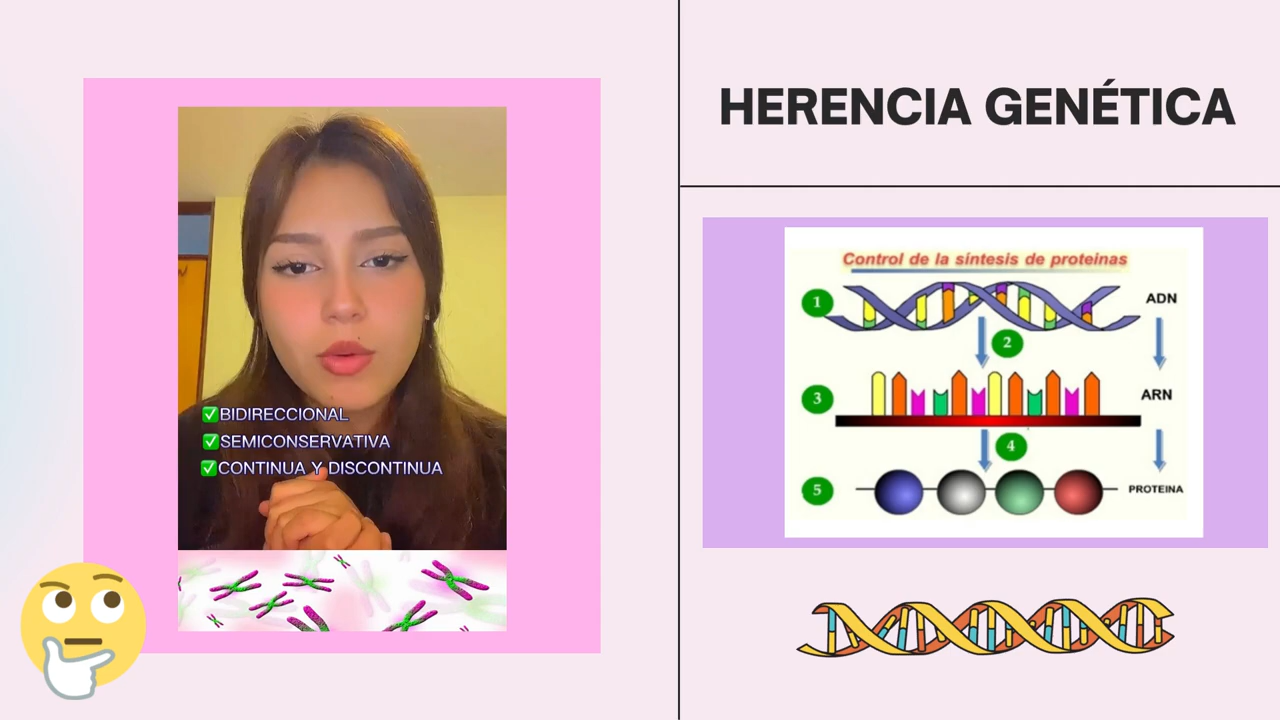 ✅BIDIRECCIONAL
✅SEMICONSERVATIVA
✅CONTINUA Y DISCONTINUA
HERENCIA GENÉTICA
Control de la síntesis de proteinas
1
ADN
2
3
ARN
4
5
PROTEINA